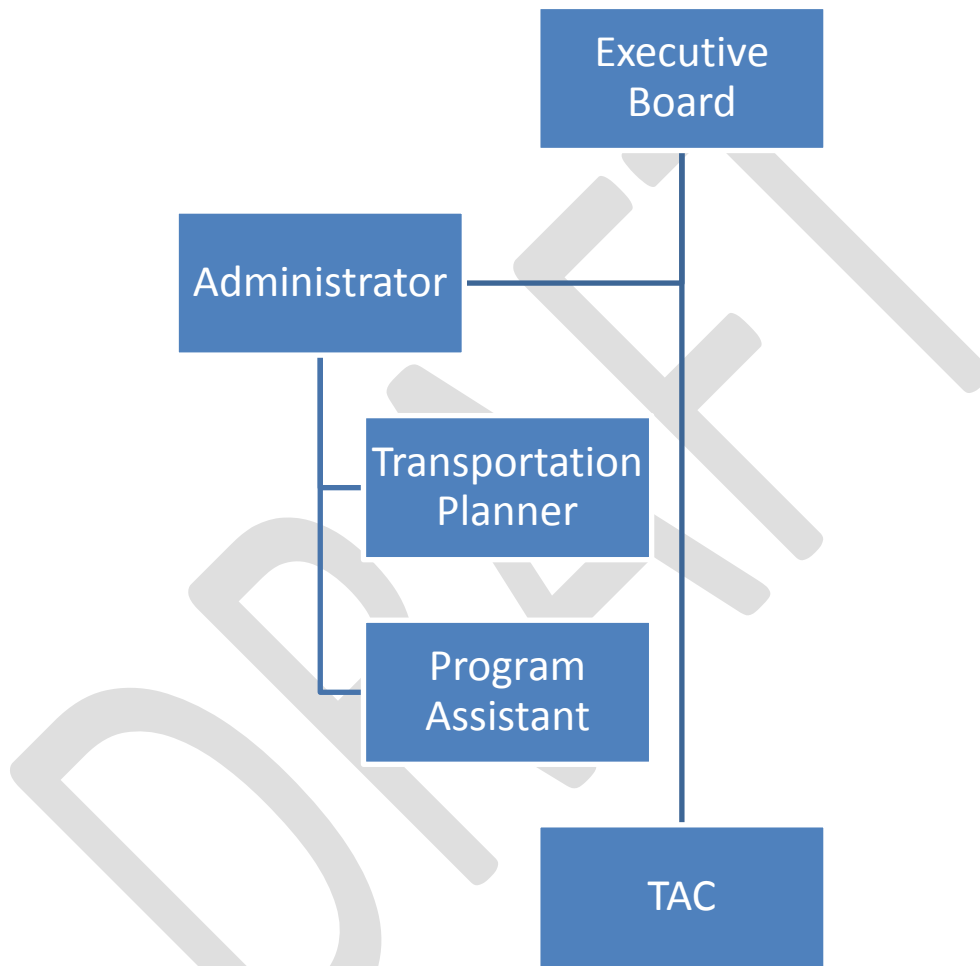 Executive
Board
Administrator
Transportation
Planner
Program
Assistant
TAC
DRAFT